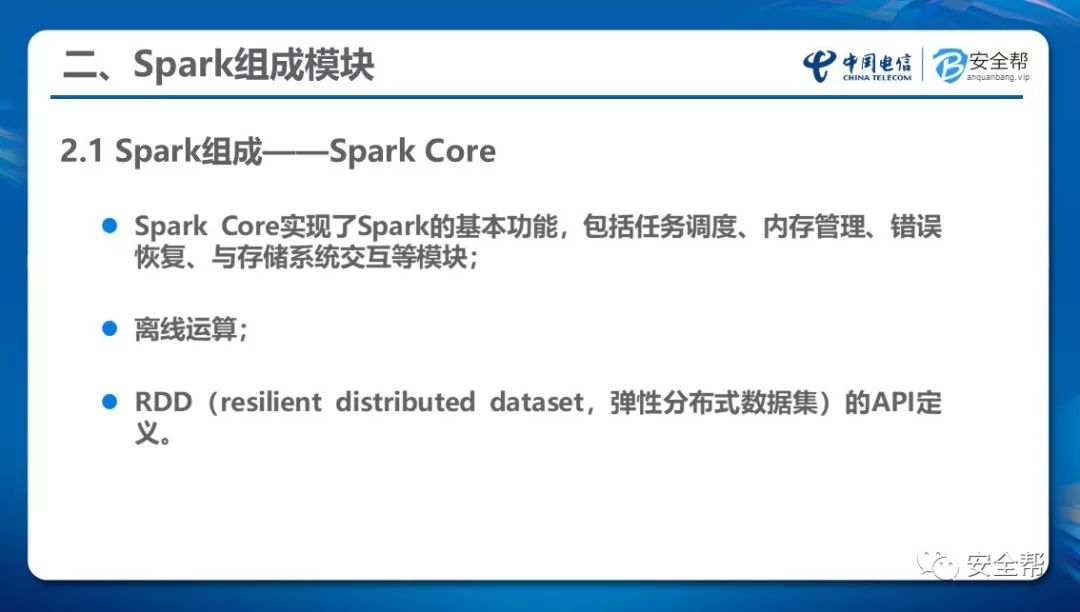 二、Spark组成模块
中国电信
CHINA TELECOM
安全帮
anquanbang.vip
2.1 Spark组成——Spark Core
Spark Core实现了Spark的基本功能，包括任务调度、内存管理、错误
恢复、与存储系统交互等模块；
离线运算；
RDD（resilient distributed dataset，弹性分布式数据集）的API定
义。
安全帮